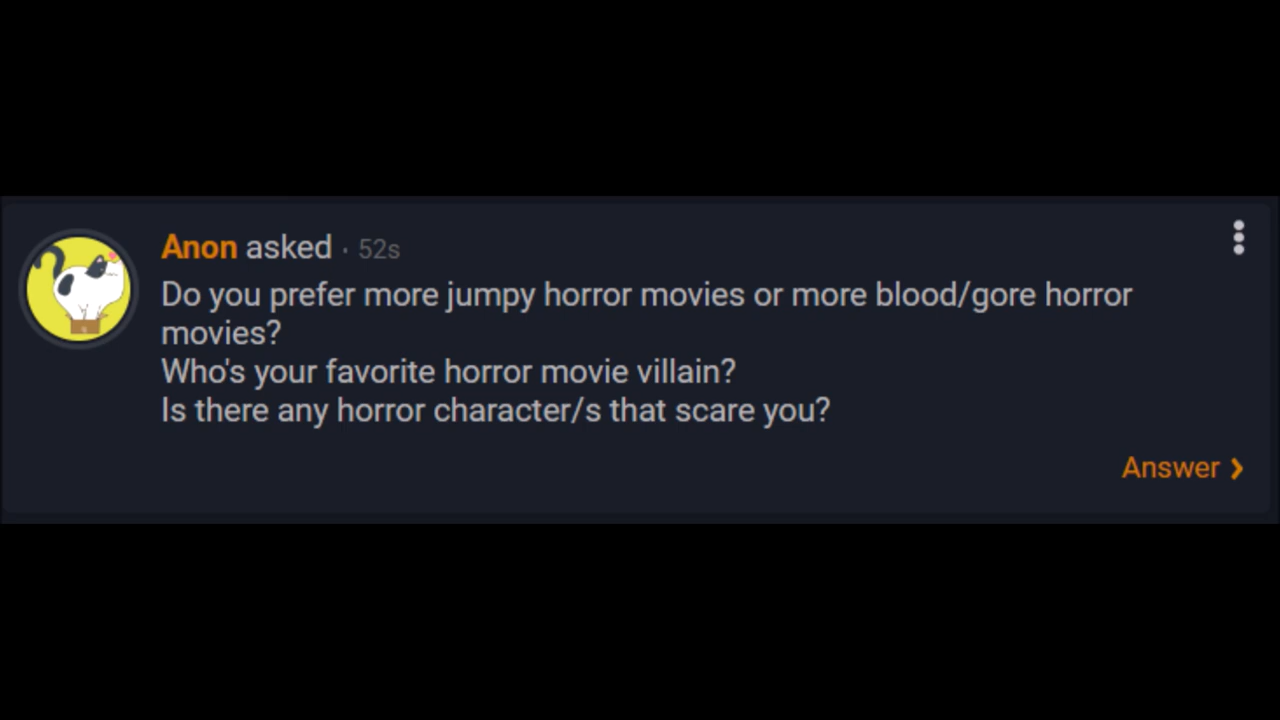 Anon asked · 52s
Do you prefer more jumpy horror movies or more blood/gore horror
movies?
Who's your favorite horror movie villain?
Is there any horror character/s that scare you?
Answer ❯